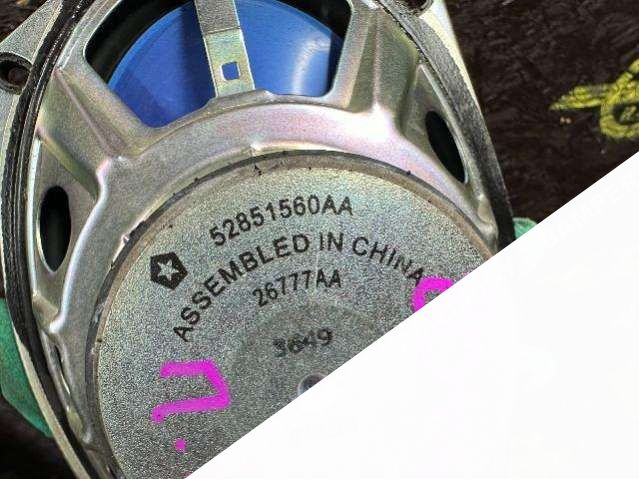 52851560AA
ASSEMBLED IN CHINA
26777AA
3649